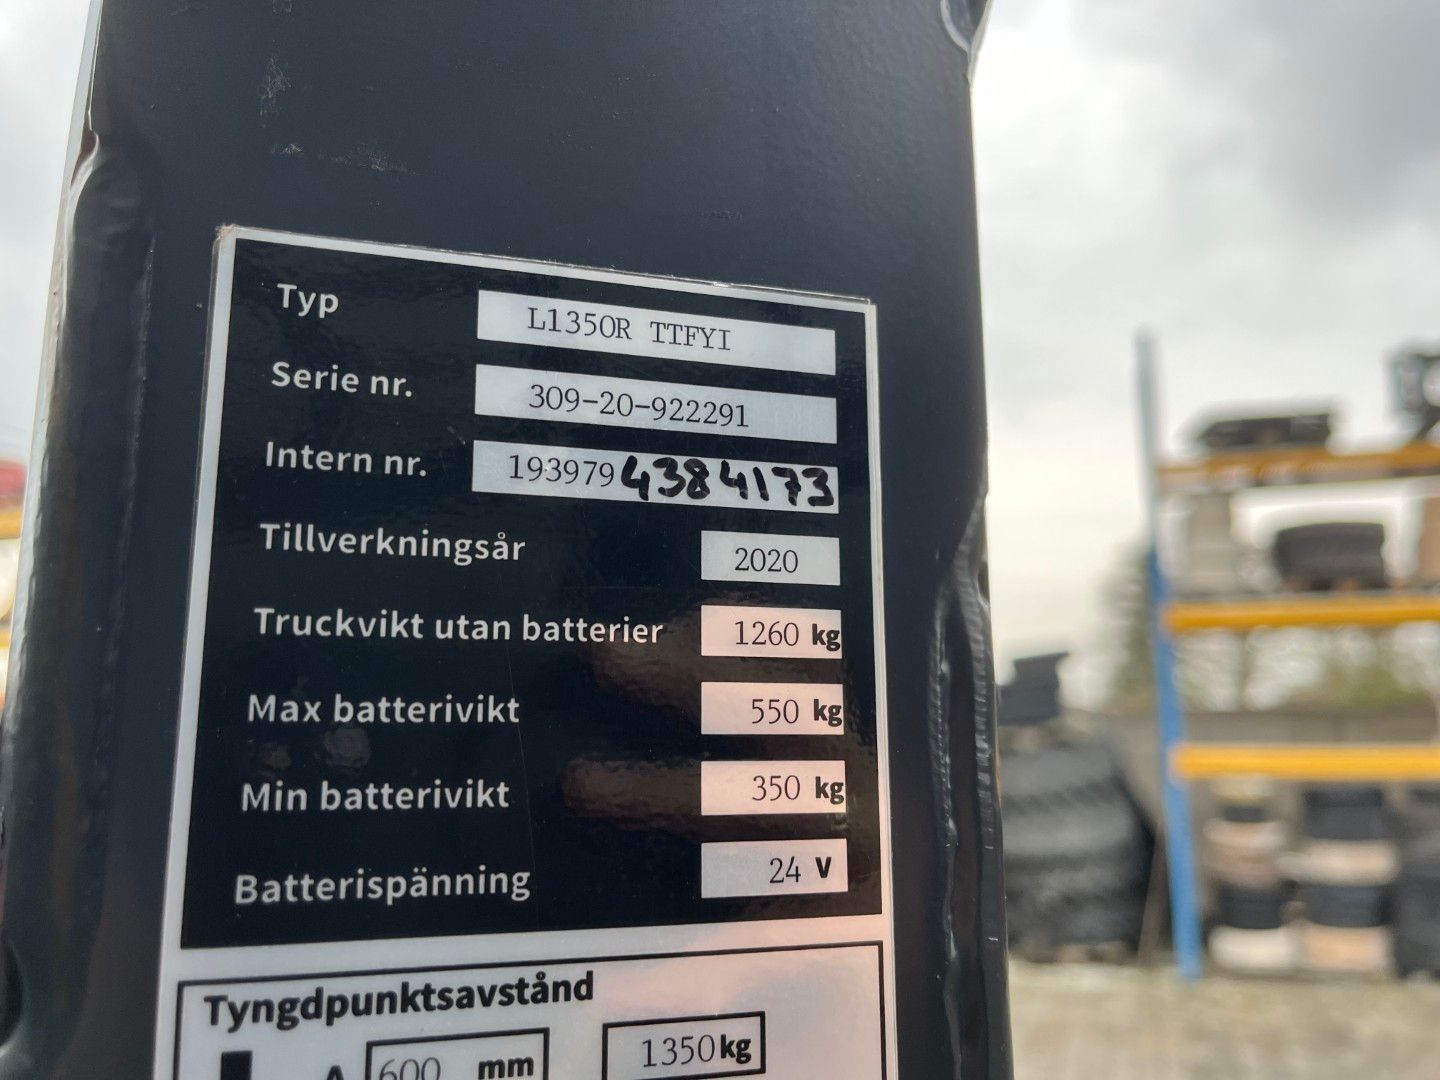 Typ L1350R TTFYI
Serie nr. 309-20-922291
Intern nr. 193979 4384173
Tillverkningsår 2020
Truckvikt utan batterier 1260 kg
Max batterivikt 550 kg
Min batterivikt 350 kg
Batterispänning 24 V
Tyngdpunktsavstånd
600 mm 1350 kg